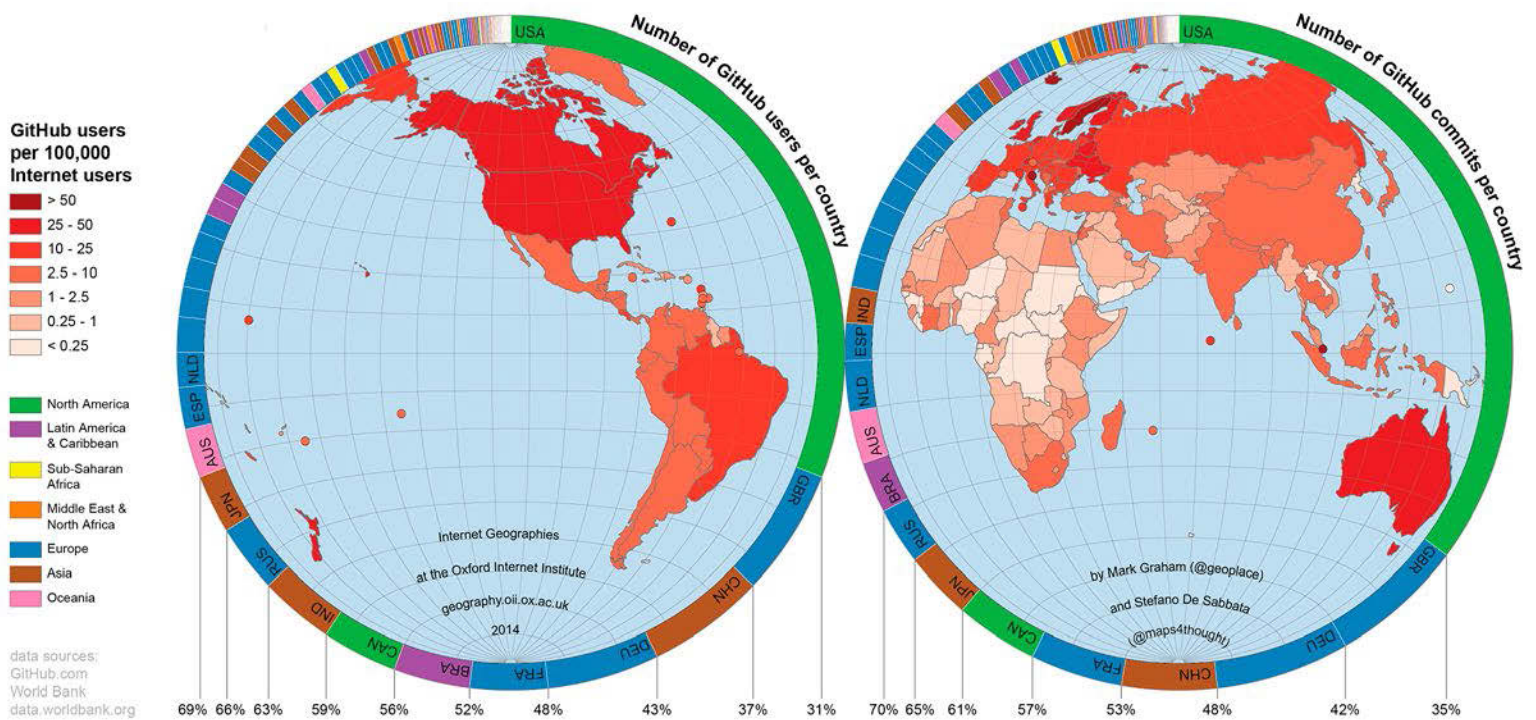 Number of GitHub users per country
Number of GitHub commits per country
GitHub users
per 100,000
Internet users
> 50
25 - 50
10 - 25
2.5 - 10
1 - 2.5
0.25 - 1
< 0.25
North America
Latin America
& Caribbean
Sub-Saharan
Africa
Middle East &
North Africa
Europe
Asia
Oceania
data sources:
GitHub.com
World Bank
data.worldbank.org
USA
GBR
CHN
DEU
FRA
BRA
CAN
IND
RUS
JPN
AUS
ESP
NLD
Internet Geographies
at the Oxford Internet Institute
geography.oii.ox.ac.uk
2014
69% 66% 63% 59% 56% 52% 48% 43% 37% 31%
USA
GBR
DEU
CHN
FRA
CAN
JPN
RUS
BRA
AUS
NLD
ESP
IND
by Mark Graham (@geoplace)
and Stefano De Sabbata
(@maps4thought)
70% 65% 61% 57% 53% 48% 42% 35%